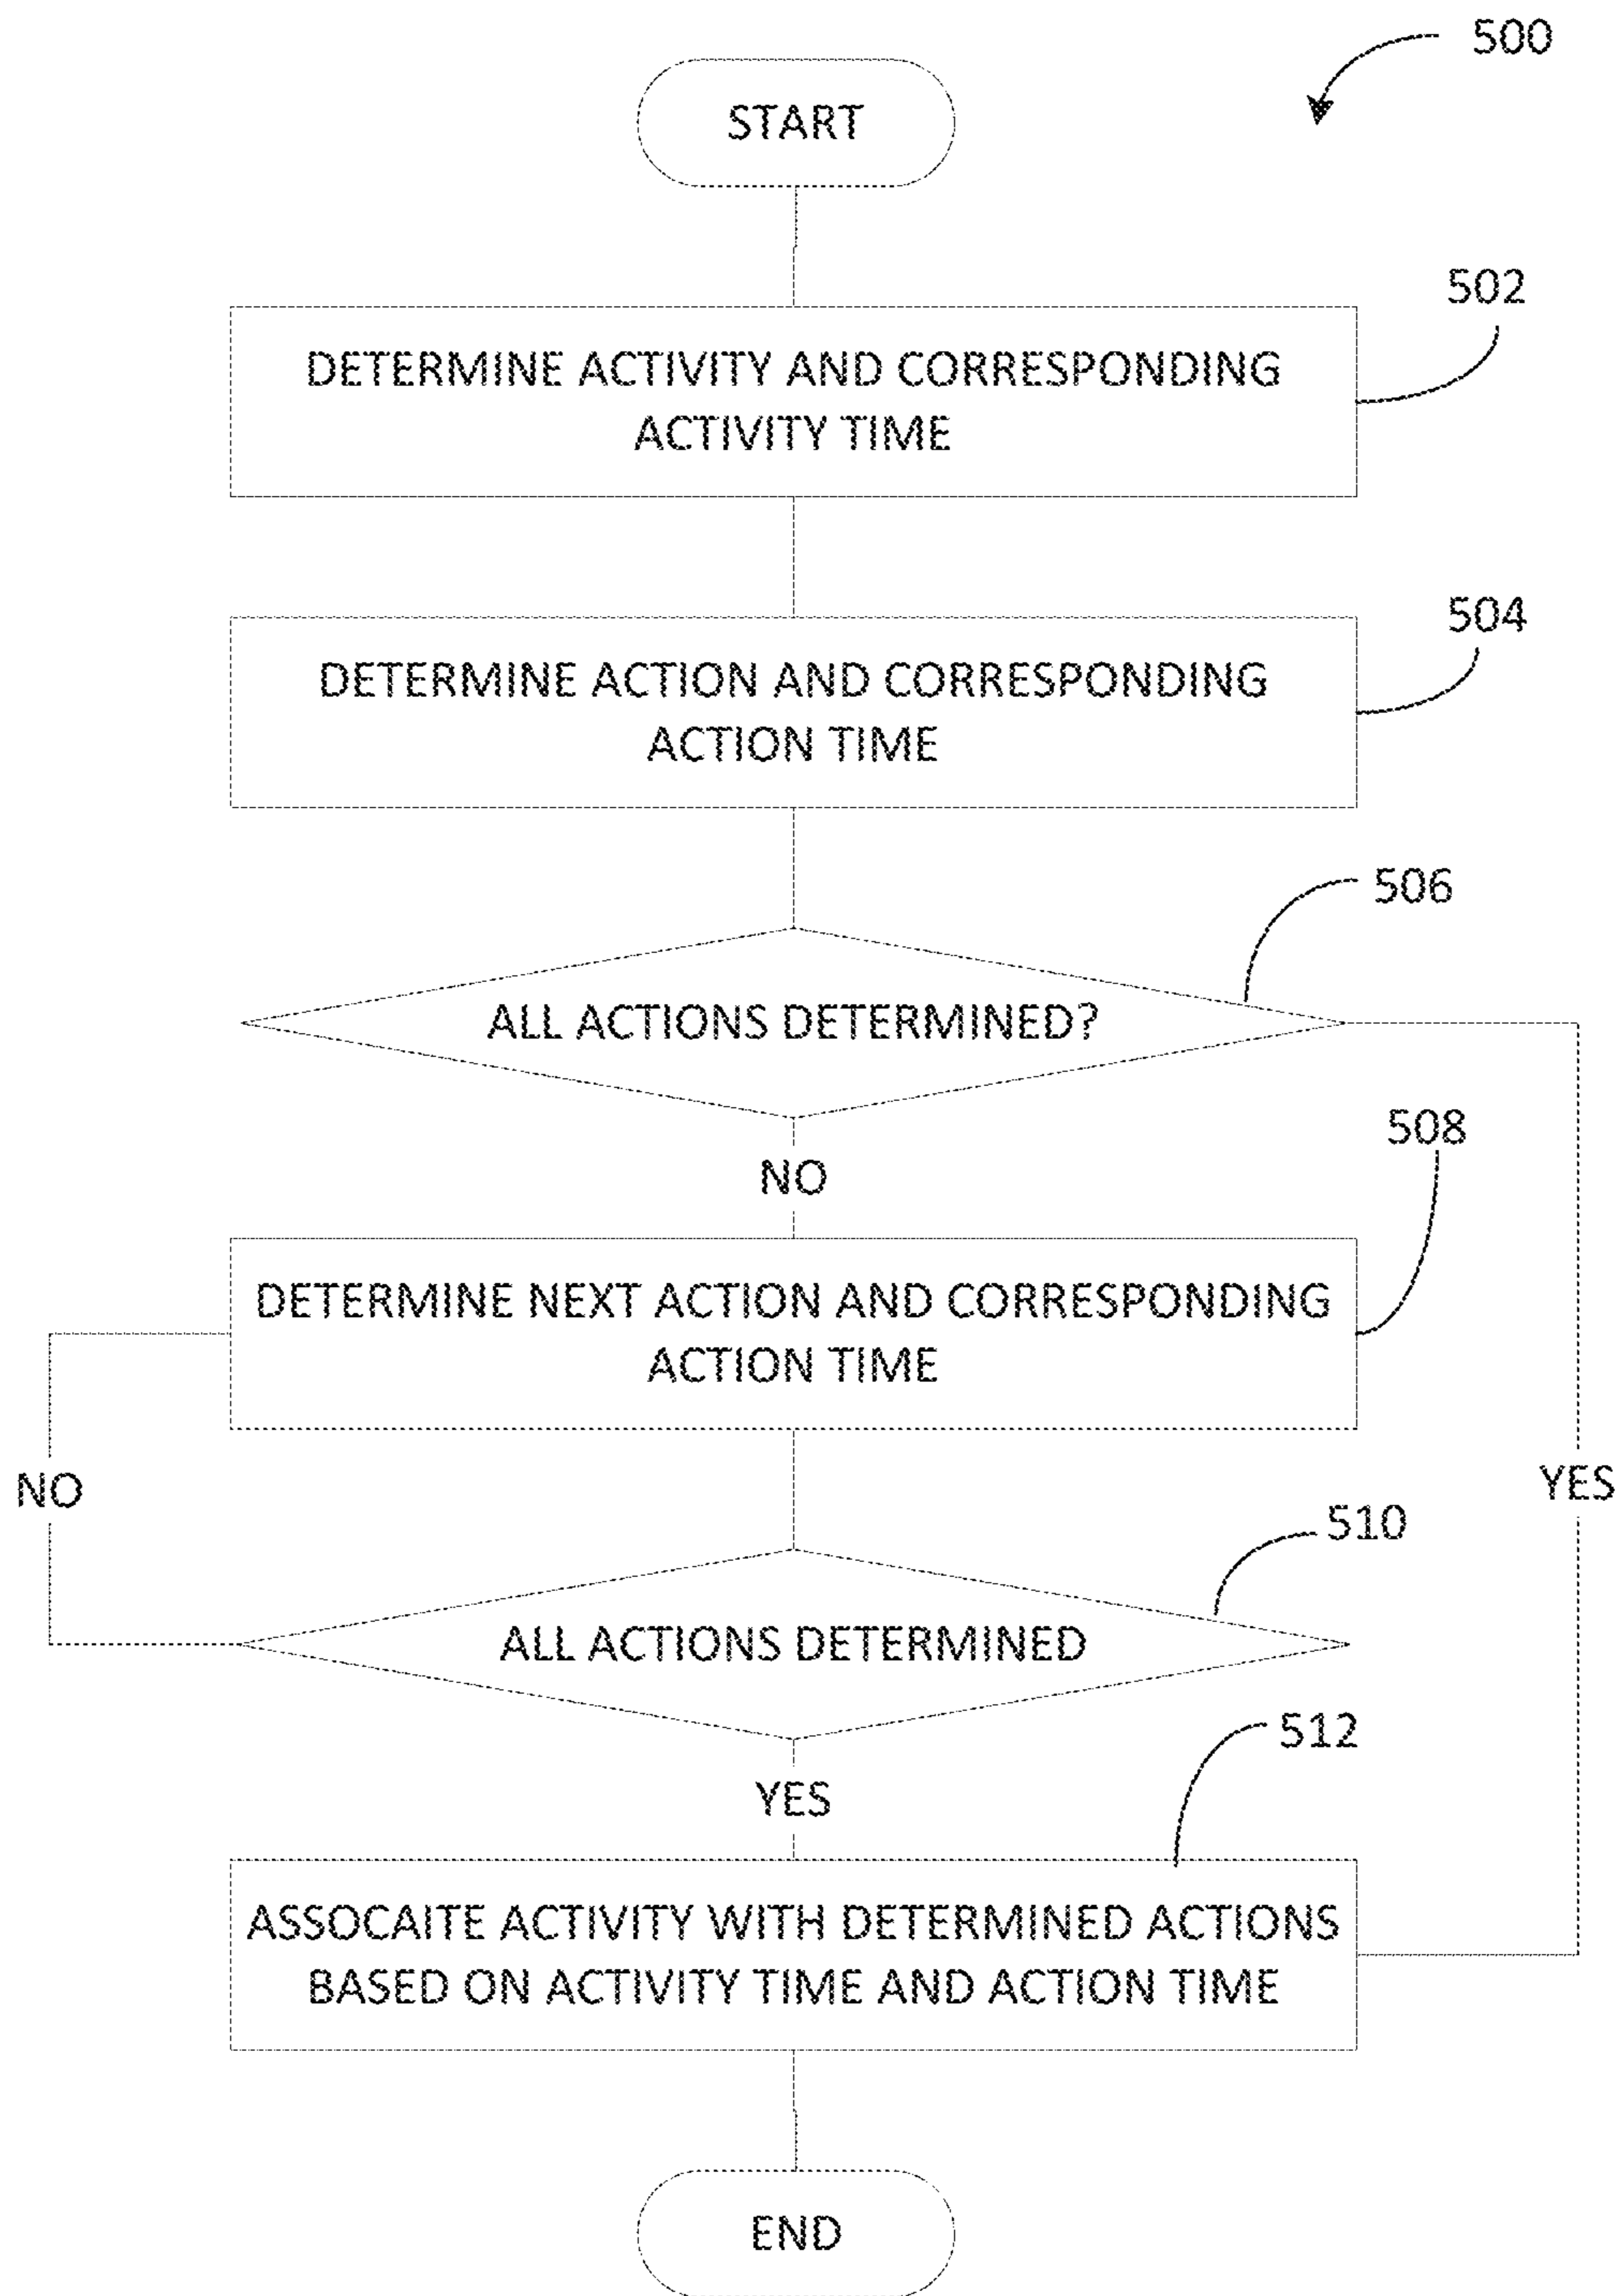 500
START
502
DETERMINE ACTIVITY AND CORRESPONDING
ACTIVITY TIME
504
DETERMINE ACTION AND CORRESPONDING
ACTION TIME
506
ALL ACTIONS DETERMINED?
508
NO
DETERMINE NEXT ACTION AND CORRESPONDING
ACTION TIME
NO
YES
510
ALL ACTIONS DETERMINED
512
YES
ASSOCAITE ACTIVITY WITH DETERMINED ACTIONS
BASED ON ACTIVITY TIME AND ACTION TIME
END